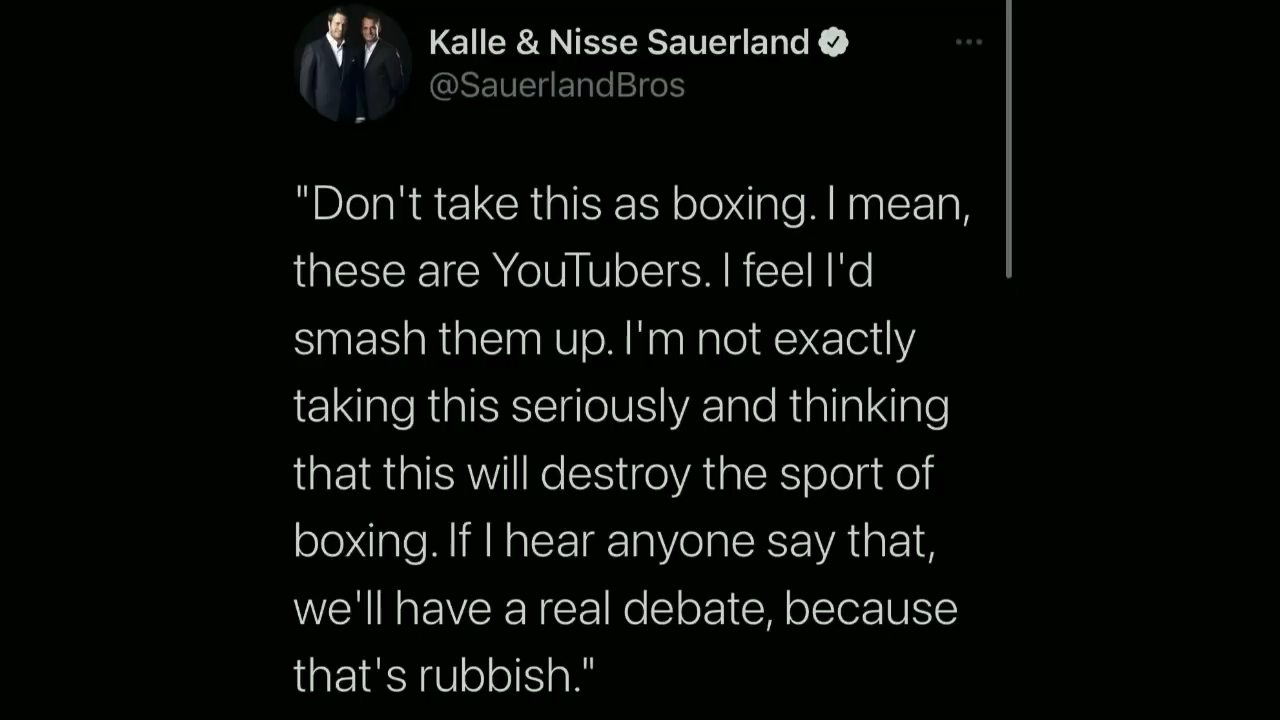 Kalle & Nisse Sauerland
@SauerlandBros
"Don't take this as boxing. I mean,
these are YouTubers. I feel I'd
smash them up. I'm not exactly
taking this seriously and thinking
that this will destroy the sport of
boxing. If I hear anyone say that,
we'll have a real debate, because
that's rubbish."